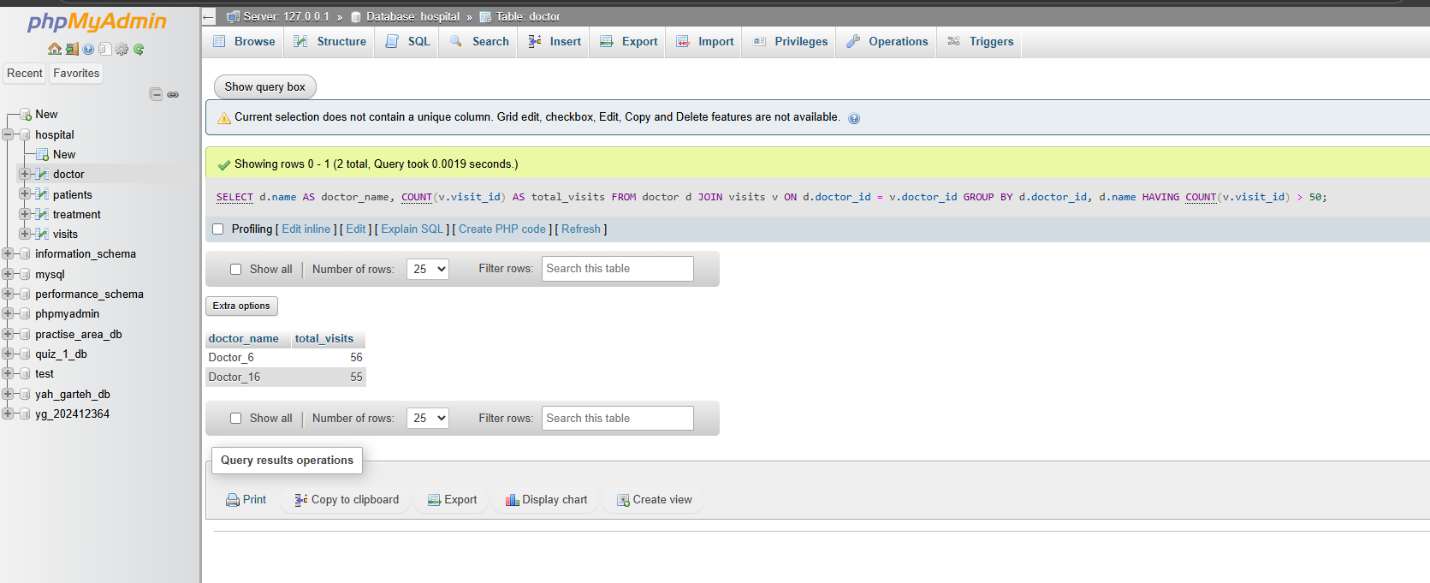 phpMyAdmin
Recent Favorites
New
hospital
New
doctor
patients
treatment
visits
information_schema
mysql
performance_schema
phpmyadmin
practise_area_db
quiz_1_db
test
yah_garteh_db
yg_202412364
Server: 127.0.0.1 » Database: hospital » Table: doctor
Browse Structure SQL Search Insert Export Import Privileges Operations Triggers
Show query box
Current selection does not contain a unique column. Grid edit, checkbox, Edit, Copy and Delete features are not available.
Showing rows 0 - 1 (2 total, Query took 0.0019 seconds.)
SELECT d.name AS doctor_name, COUNT(v.visit_id) AS total_visits FROM doctor d JOIN visits v ON d.doctor_id = v.doctor_id GROUP BY d.doctor_id, d.name HAVING COUNT(v.visit_id) > 50;
Profiling [ Edit inline ] [ Edit ] [ Explain SQL ] [ Create PHP code ] [ Refresh ]
Show all Number of rows: 25 Filter rows: Search this table
Extra options
doctor_name total_visits
Doctor_6 56
Doctor_16 55
Show all Number of rows: 25 Filter rows: Search this table
Query results operations
Print Copy to clipboard Export Display chart Create view